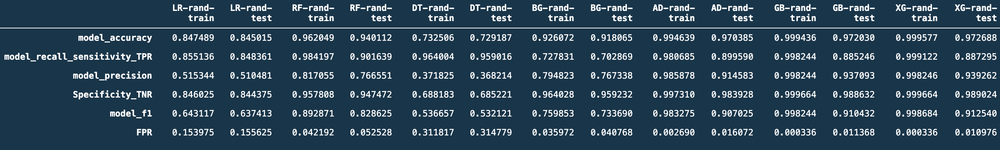 LR-rand- LR-rand- RF-rand- RF-rand- DT-rand- DT-rand- BG-rand- BG-rand- AD-rand- AD-rand- GB-rand- GB-rand- XG-rand- XG-rand-
train test train test train test train test train test train test train test
model_accuracy 0.847489 0.845015 0.962049 0.940112 0.732506 0.729187 0.926072 0.918065 0.994639 0.970385 0.999436 0.972030 0.999577 0.972688
model_recall_sensitivity_TPR 0.855136 0.848361 0.984197 0.901639 0.964004 0.959016 0.727831 0.702869 0.980685 0.899590 0.998244 0.885246 0.999122 0.887295
model_precision 0.515344 0.510481 0.817055 0.766551 0.371825 0.368214 0.794823 0.767338 0.985878 0.914583 0.998244 0.937093 0.998246 0.939262
Specificity_TNR 0.846025 0.844375 0.957808 0.947472 0.688183 0.685221 0.964028 0.959232 0.997310 0.983928 0.999664 0.988632 0.999664 0.989024
model_f1 0.643117 0.637413 0.892871 0.828625 0.536657 0.532121 0.759853 0.733690 0.983275 0.907025 0.998244 0.910432 0.998684 0.912540
FPR 0.153975 0.155625 0.042192 0.052528 0.311817 0.314779 0.035972 0.040768 0.002690 0.016072 0.000336 0.011368 0.000336 0.010976